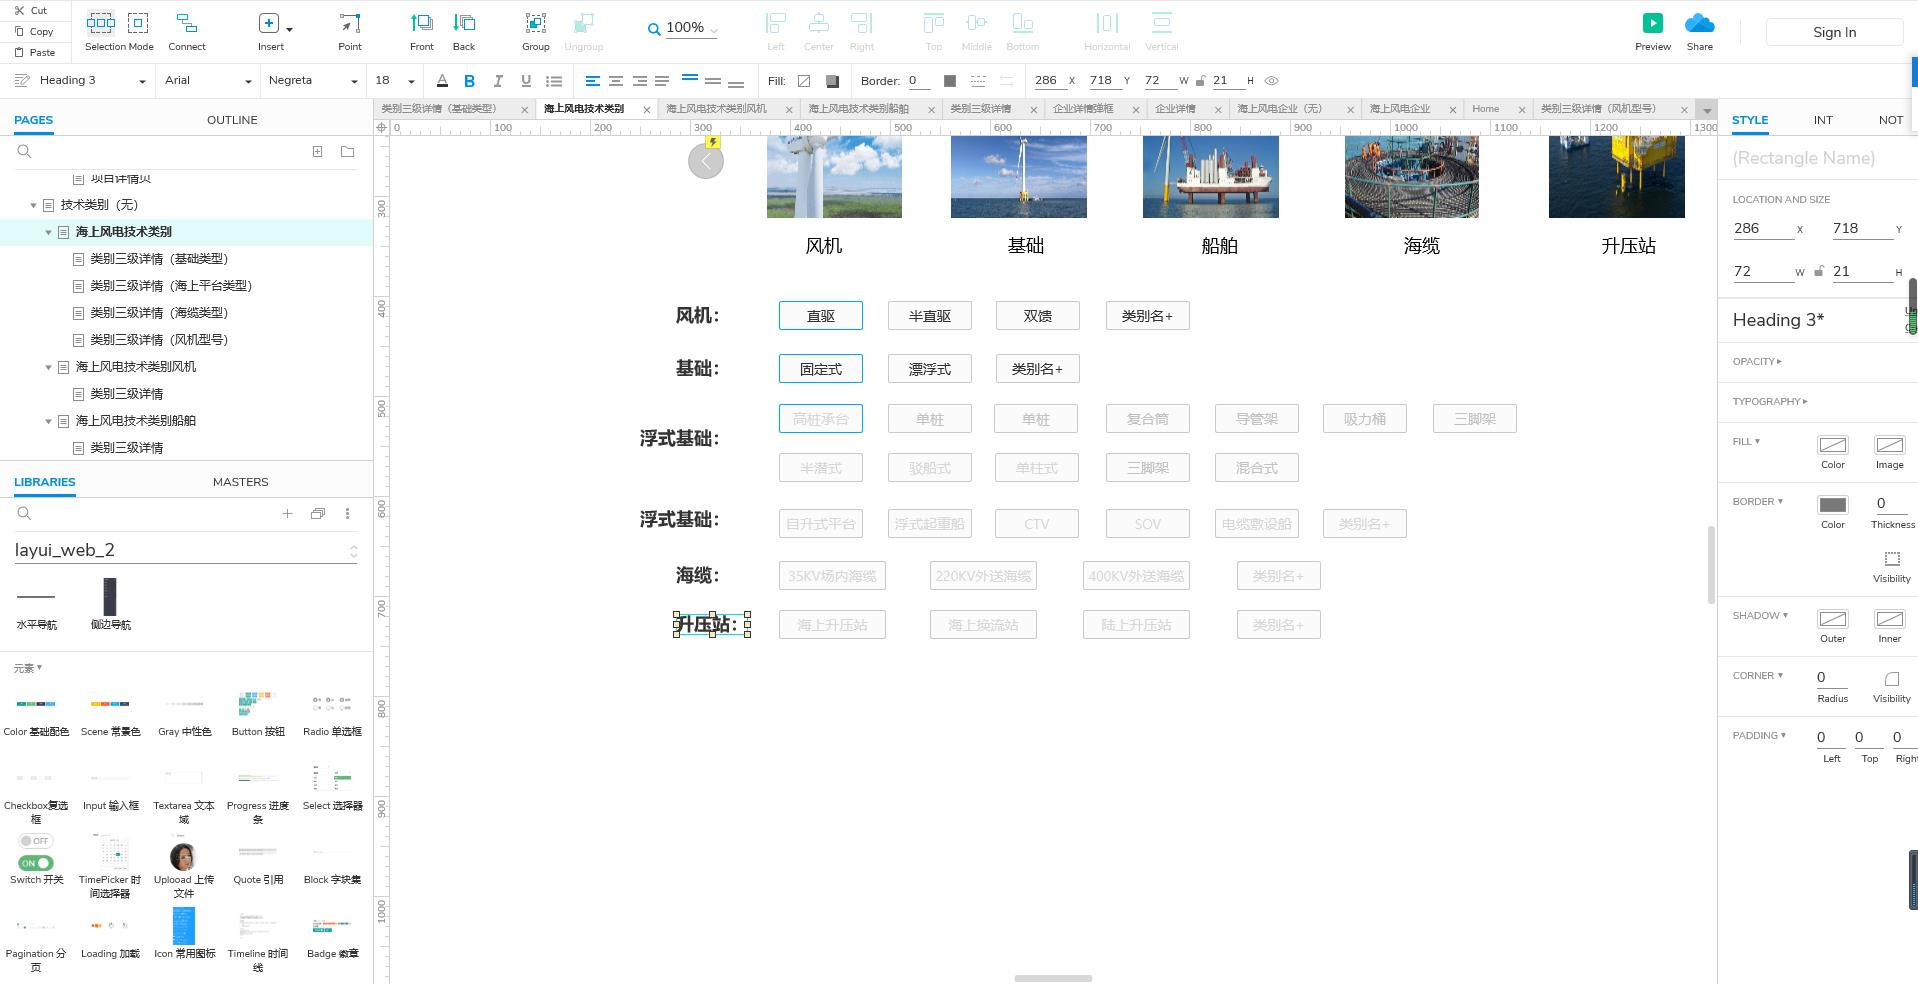 Cut
Copy
Paste
Selection Mode
Connect
Insert
Point
Front
Back
Group
Ungroup
100%
Left
Center
Right
Top
Middle
Bottom
Horizontal
Vertical
Preview
Share
Sign In
Heading 3
Arial
Negreta
18
Fill:
Border: 0
286 X 718 Y 72 W 21 H
PAGES
OUTLINE
类别三级详情（基础类型）
海上风电技术类别
海上风电技术类别风机
海上风电技术类别船舶
类别三级详情
企业详情弹框
企业详情
海上风电企业（无）
海上风电企业
Home
类别三级详情（风机型号）
0 100 200 300 400 500 600 700 800 900 1000 1100 1200 1300
项目详情页
技术类别（无）
海上风电技术类别
类别三级详情（基础类型）
类别三级详情（海上平台类型）
类别三级详情（海缆类型）
类别三级详情（风机型号）
海上风电技术类别风机
类别三级详情
海上风电技术类别船舶
类别三级详情
LIBRARIES
MASTERS
layui_web_2
水平导航
侧边导航
元素
Color 基础配色
Scene 常景色
Gray 中性色
Button 按钮
Radio 单选框
Checkbox复选框
Input 输入框
Textarea 文本域
Progress 进度条
Select 选择器
OFF
ON
Switch 开关
TimePicker 时间选择器
Uplooad 上传文件
Quote 引用
Block 字块集
Pagination 分页
Loading 加载
Icon 常用图标
Timeline 时间线
Badge 徽章
300
400
500
600
700
800
900
1000
风机
基础
船舶
海缆
升压站
风机：
直驱
半直驱
双馈
类别名+
基础：
固定式
漂浮式
类别名+
浮式基础：
高桩承台
单桩
单桩
复合筒
导管架
吸力桶
三脚架
半潜式
驳船式
单柱式
三脚架
混合式
浮式基础：
自升式平台
浮式起重船
CTV
SOV
电缆敷设船
类别名+
海缆：
35KV场内海缆
220KV外送海缆
400KV外送海缆
类别名+
升压站：
海上升压站
海上换流站
陆上升压站
类别名+
STYLE
INT
NOT
(Rectangle Name)
LOCATION AND SIZE
286 X 718 Y
72 W 21 H
Heading 3*
OPACITY
TYPOGRAPHY
FILL
Color
Image
BORDER
0
Color
Thickness
Visibility
SHADOW
Outer
Inner
CORNER
0
Radius
Visibility
PADDING
0 0 0
Left
Top
Right